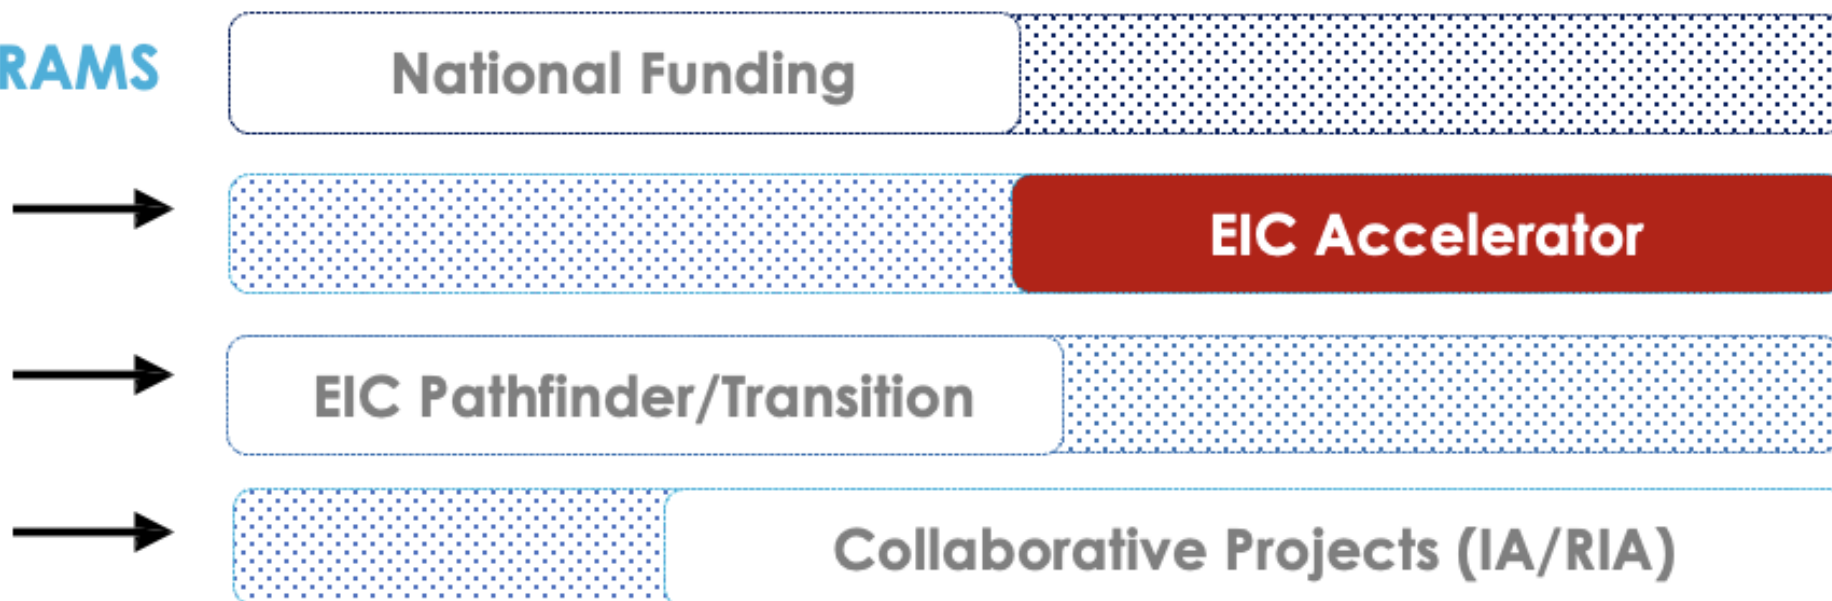 RAMS
National Funding
EIC Accelerator
EIC Pathfinder/Transition
Collaborative Projects (IA/RIA)